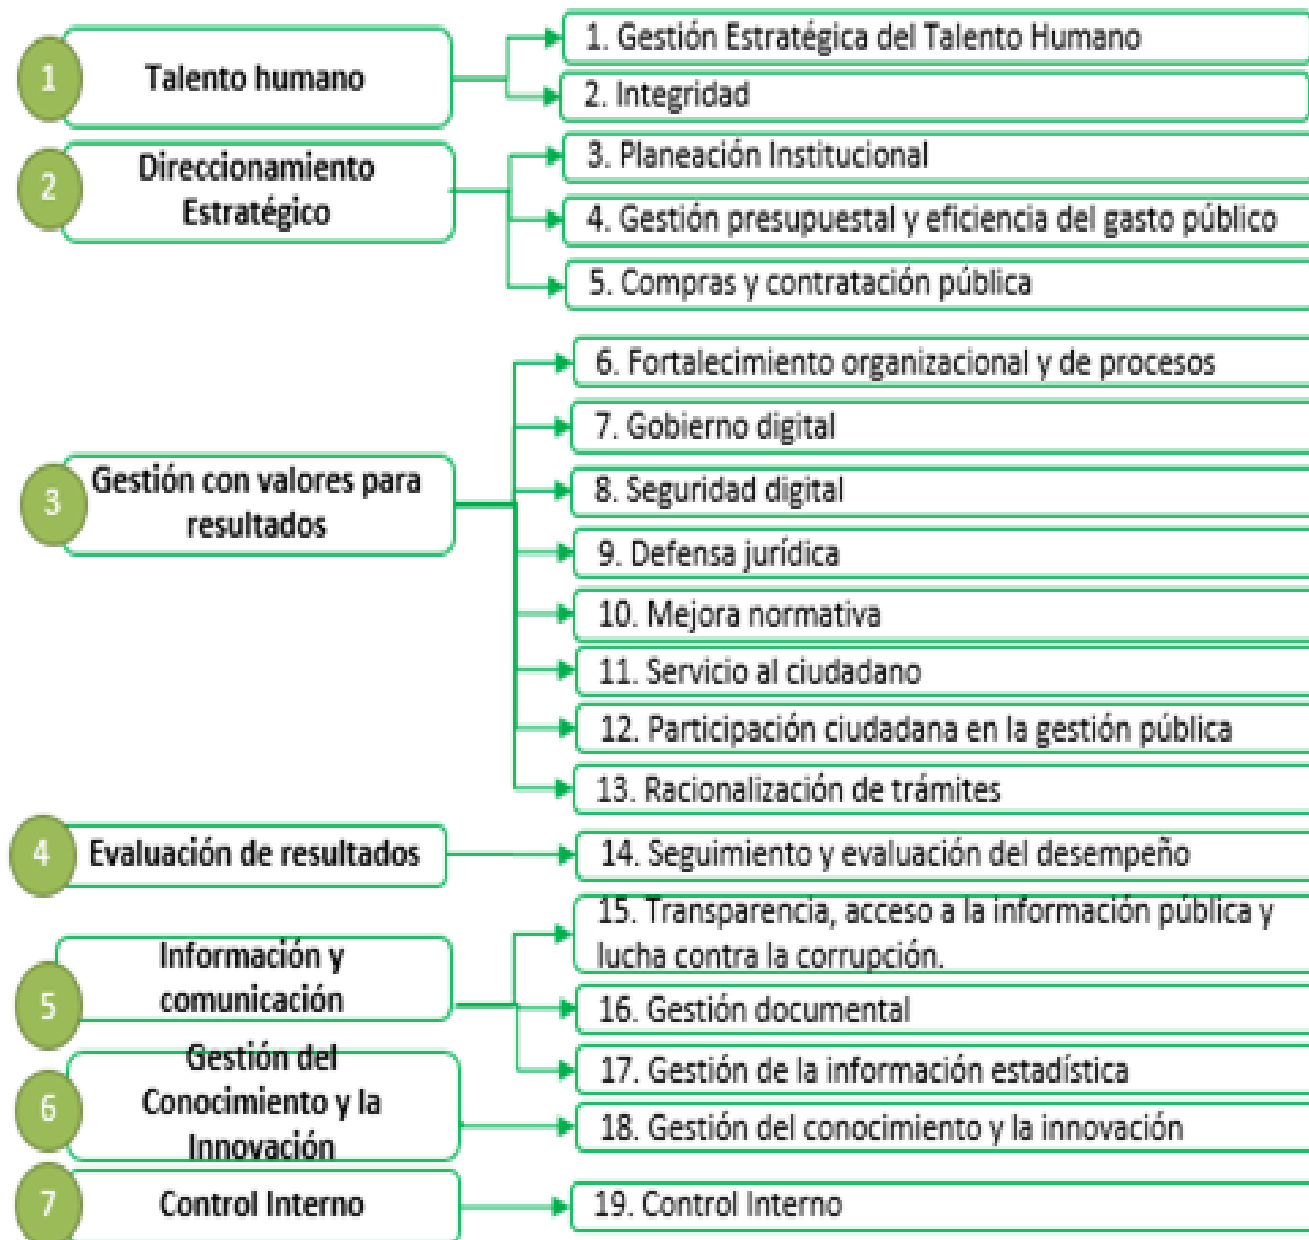 1
Talento humano
1. Gestión Estratégica del Talento Humano
2. Integridad
2
Direccionamiento
Estratégico
3. Planeación Institucional
4. Gestión presupuestal y eficiencia del gasto público
5. Compras y contratación pública
3
Gestión con valores para
resultados
6. Fortalecimiento organizacional y de procesos
7. Gobierno digital
8. Seguridad digital
9. Defensa jurídica
10. Mejora normativa
11. Servicio al ciudadano
12. Participación ciudadana en la gestión pública
13. Racionalización de trámites
4
Evaluación de resultados
14. Seguimiento y evaluación del desempeño
5
Información y
comunicación
15. Transparencia, acceso a la información pública y
lucha contra la corrupción.
16. Gestión documental
17. Gestión de la información estadística
6
Gestión del
Conocimiento y la
Innovación
18. Gestión del conocimiento y la innovación
7
Control Interno
19. Control Interno